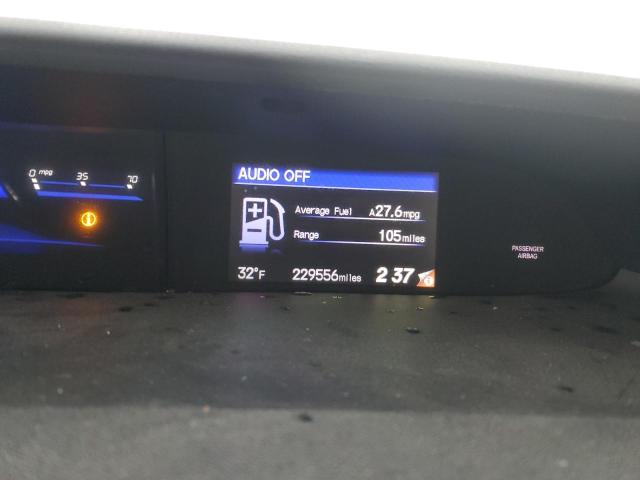 AUDIO OFF
0 mpg 35 70
Average Fuel A27.6mpg
Range 105miles
PASSENGER
AIRBAG
32°F 229556miles 2 37